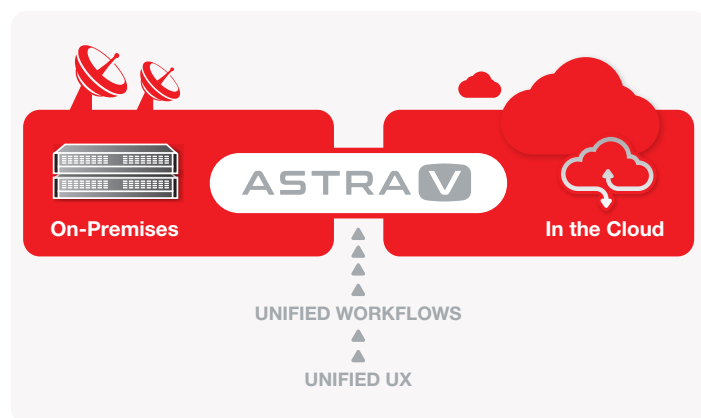 ASTRA V
On-Premises
In the Cloud
UNIFIED WORKFLOWS
UNIFIED UX